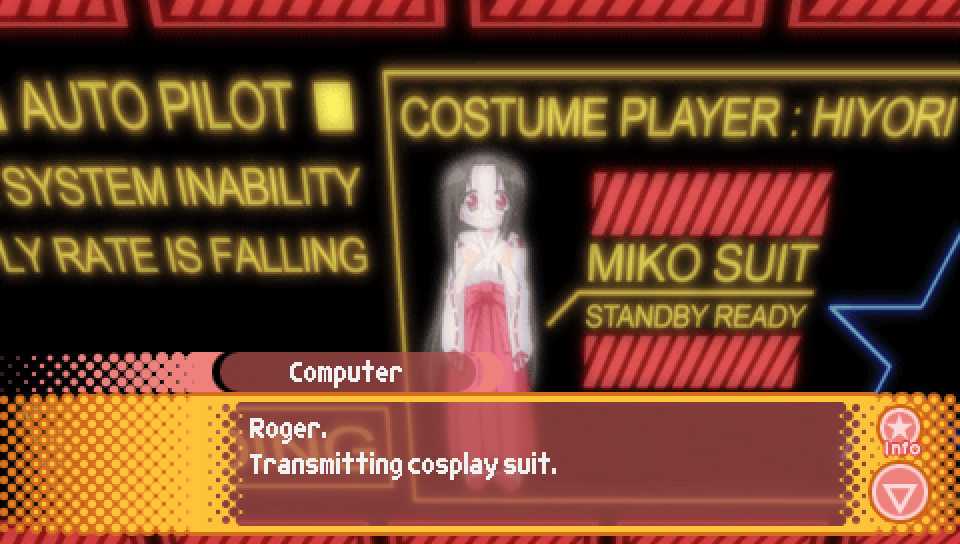 AUTO PILOT
SYSTEM INABILITY
LY RATE IS FALLING
COSTUME PLAYER : HIYORI
MIKO SUIT
STANDBY READY
Computer
Roger.
Transmitting cosplay suit.
Info